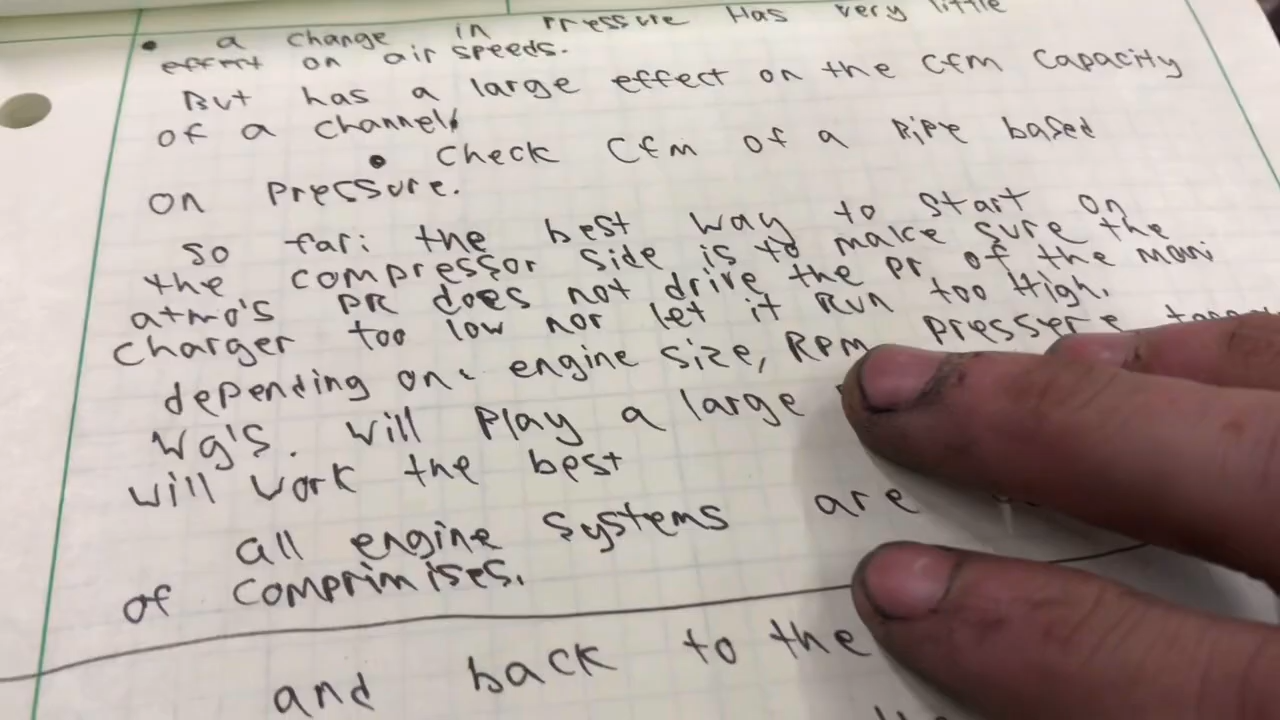 • a change in Pressure Has very little
effect on air speeds.
But has a large effect on the cfm Capacity
of a channel
• Check Cfm of a Pipe based
on Pressure.
so far: the best way to start on
the compressor side is to make sure the
atmo's PR does not drive the PR. of the mani
charger too low nor let it Run too High.
depending on: engine size, RPM Pressere
Wg's. will Play a large
will work the best
all engine systems are
of comprimises.
and back to the